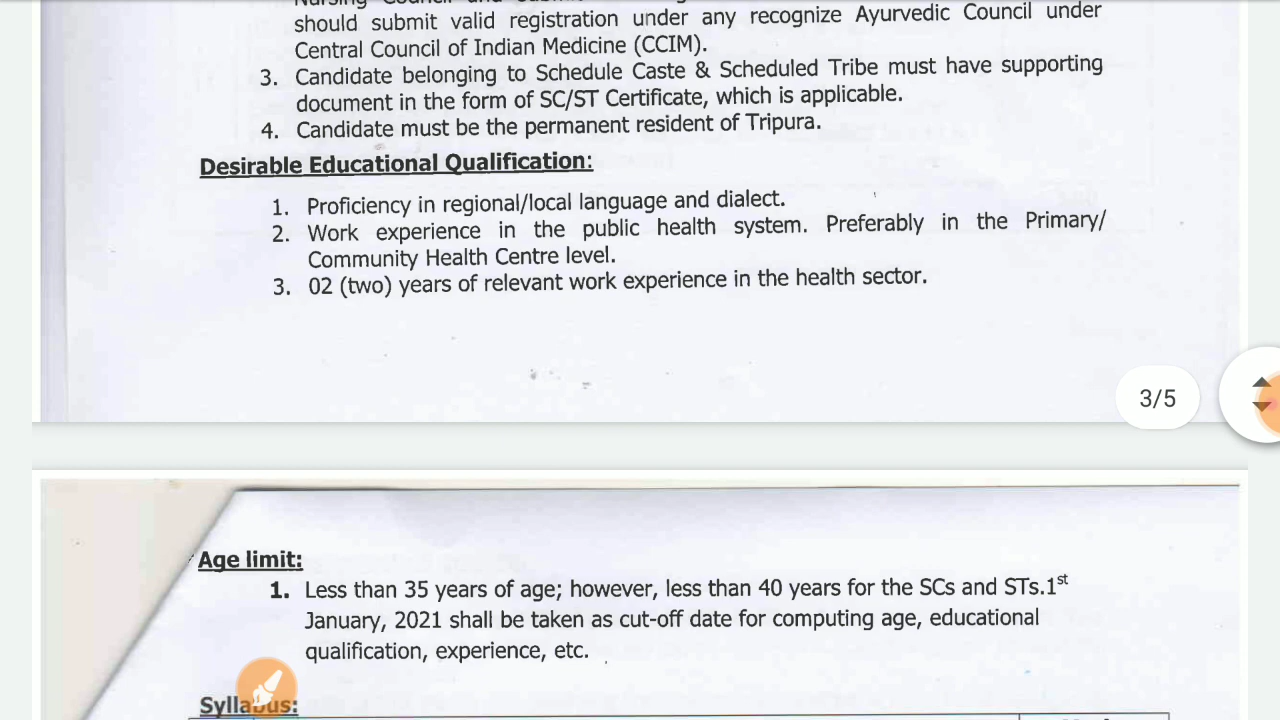 should submit valid registration under any recognize Ayurvedic Council under
Central Council of Indian Medicine (CCIM).
3. Candidate belonging to Schedule Caste & Scheduled Tribe must have supporting
document in the form of SC/ST Certificate, which is applicable.
4. Candidate must be the permanent resident of Tripura.
Desirable Educational Qualification:
1. Proficiency in regional/local language and dialect.
2. Work experience in the public health system. Preferably in the Primary/
Community Health Centre level.
3. 02 (two) years of relevant work experience in the health sector.
3/5
Age limit:
1. Less than 35 years of age; however, less than 40 years for the SCs and STs.1st
January, 2021 shall be taken as cut-off date for computing age, educational
qualification, experience, etc.
Syllabus: